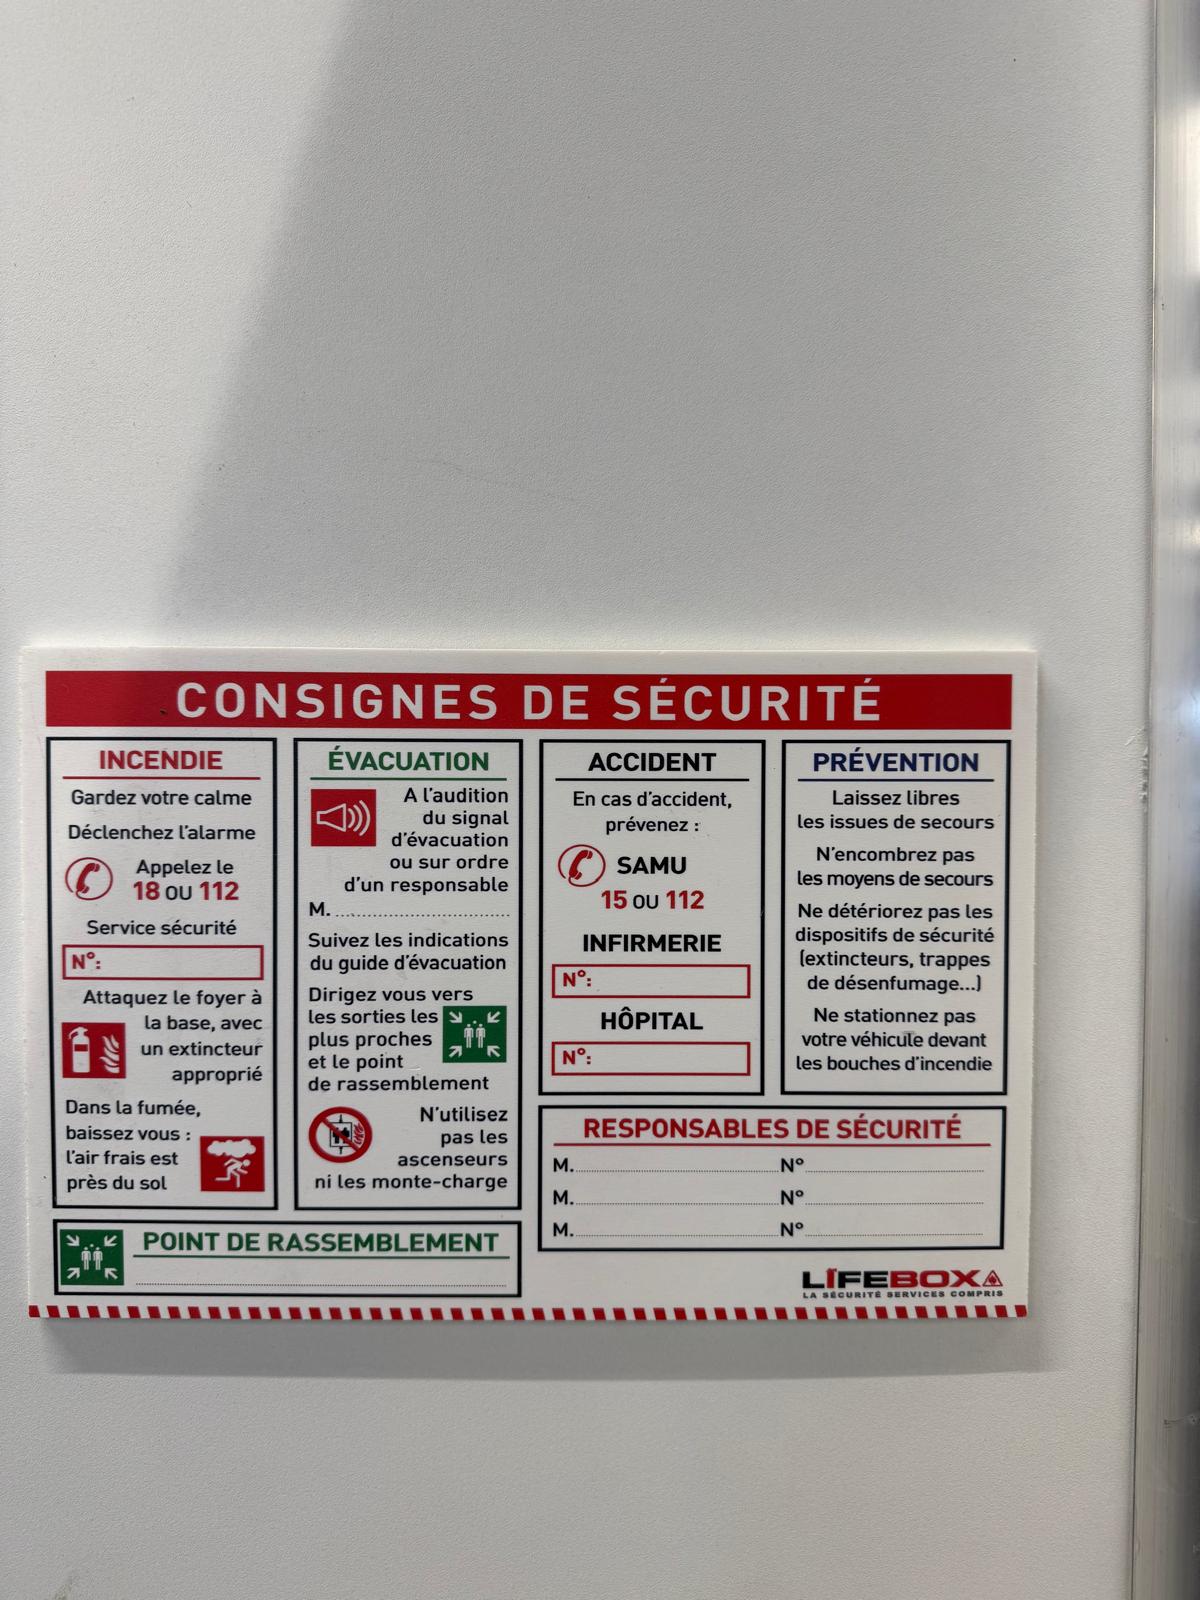 CONSIGNES DE SÉCURITÉ
INCENDIE
Gardez votre calme
Déclenchez l'alarme
Appelez le
18 OU 112
Service sécurité
N°:
Attaquez le foyer à
la base, avec
un extincteur
approprié
Dans la fumée,
baissez vous :
l'air frais est
près du sol
ÉVACUATION
A l'audition
du signal
d'évacuation
ou sur ordre
d'un responsable
M.
Suivez les indications
du guide d'évacuation
Dirigez vous vers
les sorties les
plus proches
et le point
de rassemblement
N'utilisez
pas les
ascenseurs
ni les monte-charge
ACCIDENT
En cas d'accident,
prévenez :
SAMU
15 OU 112
INFIRMERIE
N°:
HÔPITAL
N°:
PRÉVENTION
Laissez libres
les issues de secours
N'encombrez pas
les moyens de secours
Ne détériorez pas les
dispositifs de sécurité
(extincteurs, trappes
de désenfumage...)
Ne stationnez pas
votre véhicule devant
les bouches d'incendie
RESPONSABLES DE SÉCURITÉ
M. N°
M. N°
M. N°
POINT DE RASSEMBLEMENT
LIFEBOX
LA SÉCURITÉ SERVICES COMPRIS